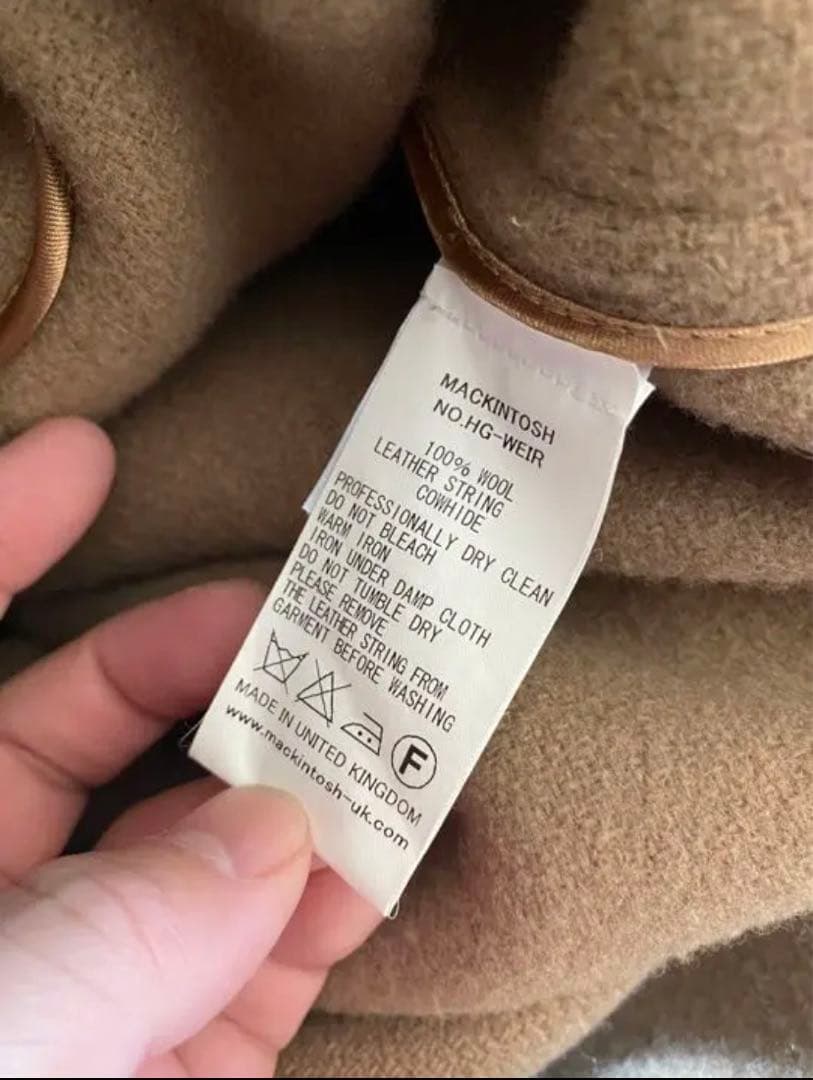 MACKINTOSH
NO.HG-WEIR
100% WOOL
LEATHER STRING
COWHIDE
PROFESSIONALLY DRY CLEAN
DO NOT BLEACH
WARM IRON
IRON UNDER DAMP CLOTH
DO NOT TUMBLE DRY
PLEASE REMOVE
THE LEATHER STRING FROM
GARMENT BEFORE WASHING
F
MADE IN UNITED KINGDOM
www.mackintosh-uk.com